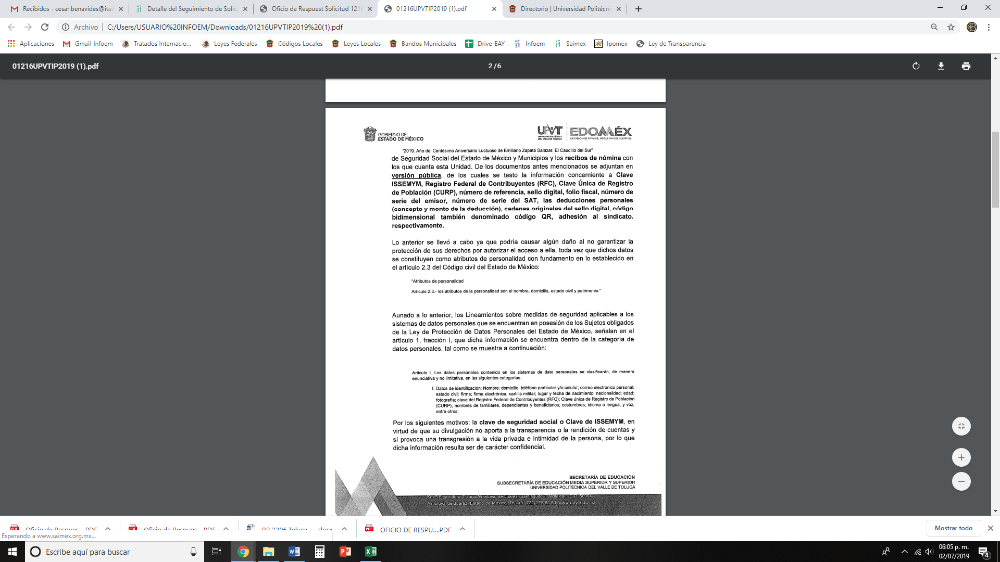 Recibidos - cesar.benavides@itai
Detalle del Seguimiento de Solic
Oficio de Respuest Solicitud 1216
01216UPVTIP2019 (1).pdf
Directorio | Universidad Politécni
Archivo
C:/Users/USUARIO%20INFOEM/Downloads/01216UPVTIP2019%20(1).pdf
Aplicaciones
Gmail-Infoem
Tratados Internacio...
Leyes Federales
Códigos Locales
Leyes Locales
Bandos Municipales
Drive-EAY
Infoem
Saimex
Ipomex
Ley de Transparencia
01216UPVTIP2019 (1).pdf
2 / 6
GOBIERNO DEL
ESTADO DE MÉXICO
UPVT
UNIVERSIDAD POLITÉCNICA
DEL VALLE DE TOLUCA
EDOMÉX
DECISIONES FIRMES, RESULTADOS FUERTES.
"2019. Año del Centésimo Aniversario Luctuoso de Emiliano Zapata Salazar. El Caudillo del Sur"
de Seguridad Social del Estado de México y Municipios y los recibos de nómina con
los que cuenta esta Unidad. De los documentos antes mencionados se adjuntan en
versión pública, de los cuales se testo la información concerniente a Clave
ISSEMYM, Registro Federal de Contribuyentes (RFC), Clave Única de Registro
de Población (CURP), número de referencia, sello digital, folio fiscal, número de
serie del emisor, número de serie del SAT, las deducciones personales
(concepto y monto de la deducción), cadenas originales del sello digital, código
bidimensional también denominado código QR, adhesión al sindicato.
respectivamente.
Lo anterior se llevó a cabo ya que podría causar algún daño al no garantizar la
protección de sus derechos por autorizar el acceso a ella, toda vez que dichos datos
se constituyen como atributos de personalidad con fundamento en lo establecido en
el artículo 2.3 del Código civil del Estado de México:
"Atributos de personalidad
Artículo 2.3.- los atributos de la personalidad son el nombre, domicilio, estado civil y patrimonio."
Aunado a lo anterior, los Lineamientos sobre medidas de seguridad aplicables a los
sistemas de datos personales que se encuentran en posesión de los Sujetos obligados
de la Ley de Protección de Datos Personales del Estado de México, señalan en el
artículo 1, fracción I, que dicha información se encuentra dentro de la categoría de
datos personales, tal como se muestra a continuación:
Articulo I. Los datos personales contenido en los sistemas de dato personales se clasificarán, de manera
enunciativa y no limitativa, en las siguientes categorías:
I. Datos de identificación: Nombre; domicilio; teléfono particular y/o celular; correo electrónico personal;
estado civil; firma; firma electrónica, cartilla militar; lugar y fecha de nacimiento; nacionalidad; edad;
fotografía; clave del Registro Federal de Contribuyentes (RFC); Clave única de Registro de Población
(CURP); nombres de familiares, dependientes y beneficiarios; costumbres; idioma o lengua, y voz,
entre otros;
Por los siguientes motivos: la clave de seguridad social o Clave de ISSEMYM, en
virtud de que su divulgación no aporta a la transparencia o la rendición de cuentas y
sí provoca una transgresión a la vida privada e intimidad de la persona, por lo que
dicha información resulta ser de carácter confidencial.
SECRETARÍA DE EDUCACIÓN
SUBSECRETARÍA DE EDUCACIÓN MEDIA SUPERIOR Y SUPERIOR
UNIVERSIDAD POLITÉCNICA DEL VALLE DE TOLUCA
Km 5.6 carretera Toluca-Almoloya de Juárez, Santiaguito Tlalcilalcali, C.P. 50904,
Almoloya de Juárez, Estado de México. Tel.: (01 722) 276 60 60 www.upvt.edu.mx
Oficio de Respues....PDF
Oficio de Respues....PDF
RR 2206 Toluca -....docx
OFICIO DE RESPU....PDF
Mostrar todo
Esperando a www.saimex.org.mx...
Escribe aquí para buscar
06:05 p. m.
02/07/2019
4